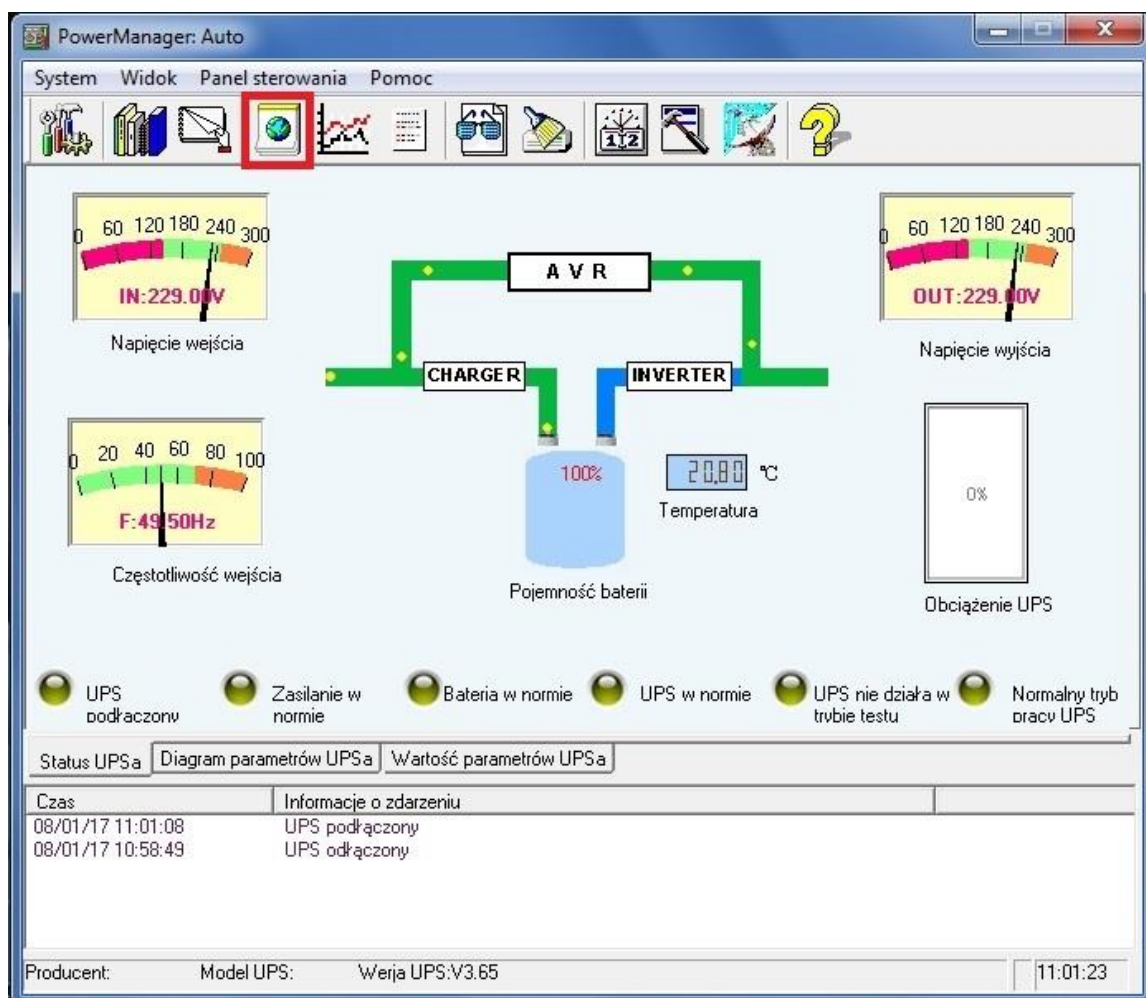 PowerManager: Auto
System Widok Panel sterowania Pomoc
0 60 120 180 240 300
IN:229.00V
Napięcie wejścia
A V R
0 60 120 180 240 300
OUT:229.00V
Napięcie wyjścia
CHARGER
INVERTER
0 20 40 60 80 100
F:49.50Hz
Częstotliwość wejścia
100%
20.80 °C
Temperatura
Pojemność baterii
0%
Obciążenie UPS
UPS podłączony
Zasilanie w normie
Bateria w normie
UPS w normie
UPS nie działa w trybie testu
Normalny tryb pracy UPS
Status UPSa Diagram parametrów UPSa Wartość parametrów UPSa
Czas Informacje o zdarzeniu
08/01/17 11:01:08 UPS podłączony
08/01/17 10:58:49 UPS odłączony
Producent: Model UPS: Werja UPS:V3.65 11:01:23